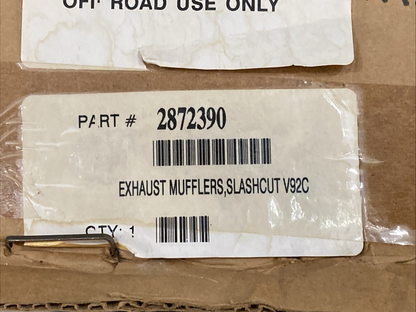 OFF ROAD USE ONLY
PART # 2872390
EXHAUST MUFFLERS,SLASHCUT V92C
QTY: 1